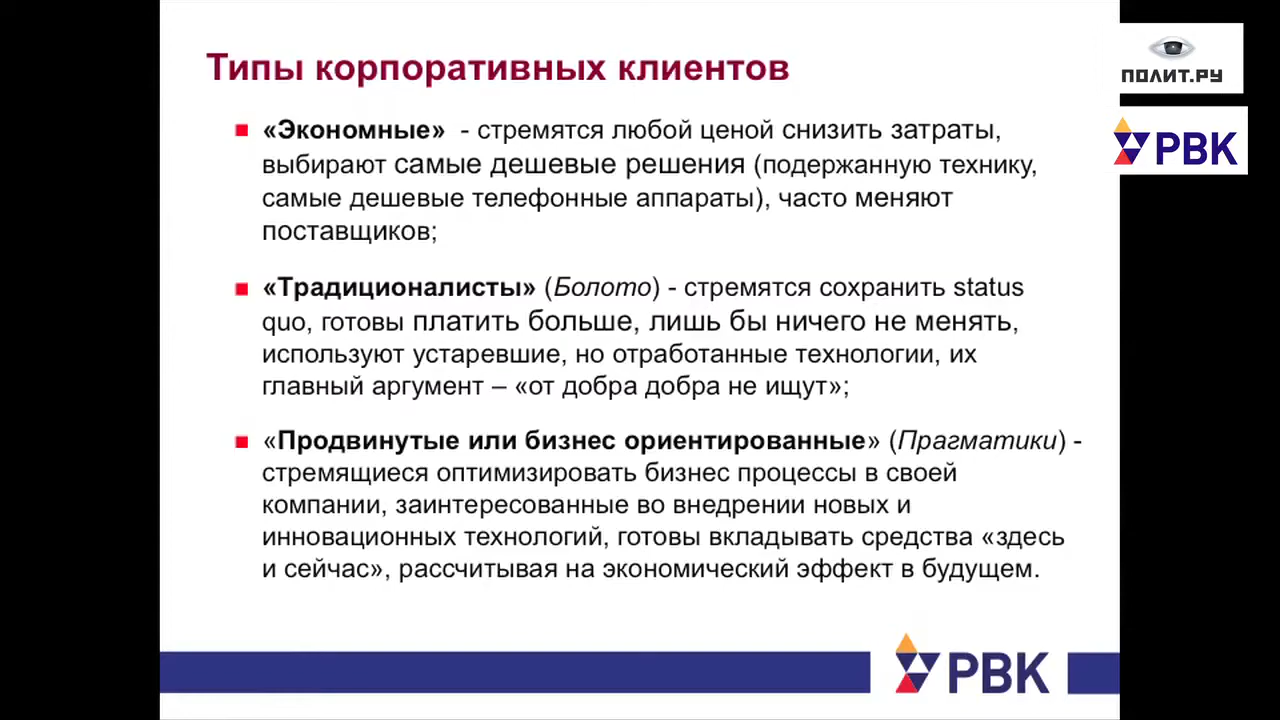 Типы корпоративных клиентов
«Экономные» - стремятся любой ценой снизить затраты,
выбирают самые дешевые решения (подержанную технику,
самые дешевые телефонные аппараты), часто меняют
поставщиков;
«Традиционалисты» (Болото) - стремятся сохранить status
quo, готовы платить больше, лишь бы ничего не менять,
используют устаревшие, но отработанные технологии, их
главный аргумент – «от добра добра не ищут»;
«Продвинутые или бизнес ориентированные» (Прагматики) -
стремящиеся оптимизировать бизнес процессы в своей
компании, заинтересованные во внедрении новых и
инновационных технологий, готовы вкладывать средства «здесь
и сейчас», рассчитывая на экономический эффект в будущем.
РВК
ПОЛИТ.РУ
РВК